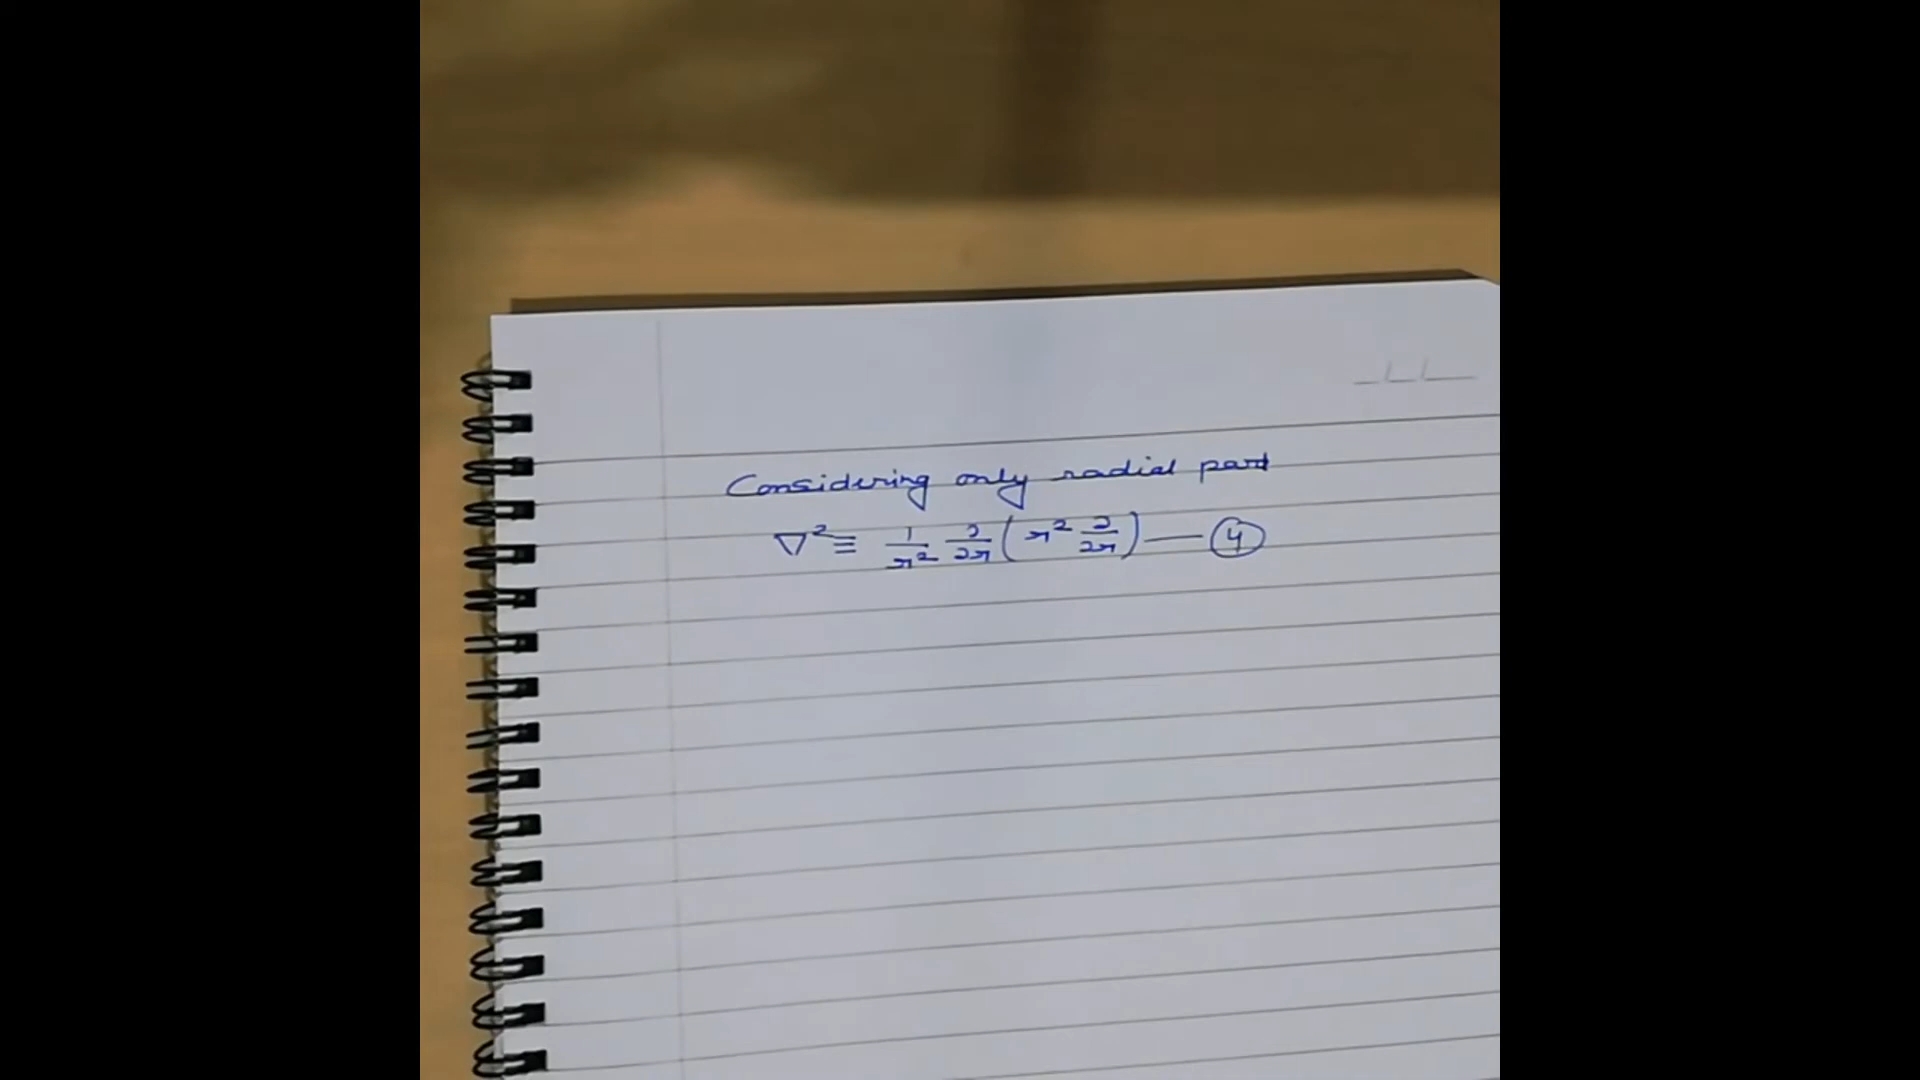 Considering only radial part
∇² ≡ 1/r² ∂/∂r (r² ∂/∂r) — ④